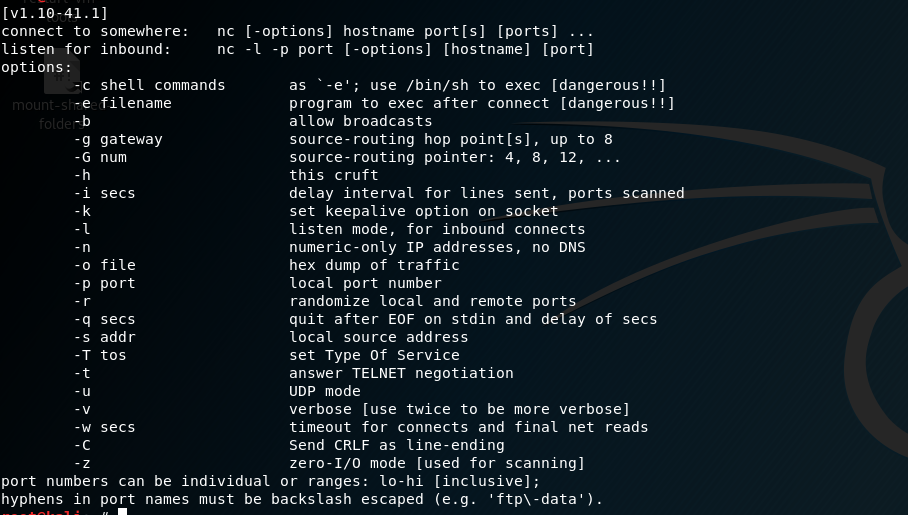 [v1.10-41.1]
connect to somewhere:   nc [-options] hostname port[s] [ports] ...
listen for inbound:     nc -l -p port [-options] [hostname] [port]
options:
        -c shell commands       as `-e'; use /bin/sh to exec [dangerous!!]
        -e filename             program to exec after connect [dangerous!!]
        -b                      allow broadcasts
        -g gateway              source-routing hop point[s], up to 8
        -G num                  source-routing pointer: 4, 8, 12, ...
        -h                      this cruft
        -i secs                 delay interval for lines sent, ports scanned
        -k                      set keepalive option on socket
        -l                      listen mode, for inbound connects
        -n                      numeric-only IP addresses, no DNS
        -o file                 hex dump of traffic
        -p port                 local port number
        -r                      randomize local and remote ports
        -q secs                 quit after EOF on stdin and delay of secs
        -s addr                 local source address
        -T tos                  set Type Of Service
        -t                      answer TELNET negotiation
        -u                      UDP mode
        -v                      verbose [use twice to be more verbose]
        -w secs                 timeout for connects and final net reads
        -C                      Send CRLF as line-ending
        -z                      zero-I/O mode [used for scanning]
port numbers can be individual or ranges: lo-hi [inclusive];
hyphens in port names must be backslash escaped (e.g. 'ftp\-data').
tools
mount-shared
folders